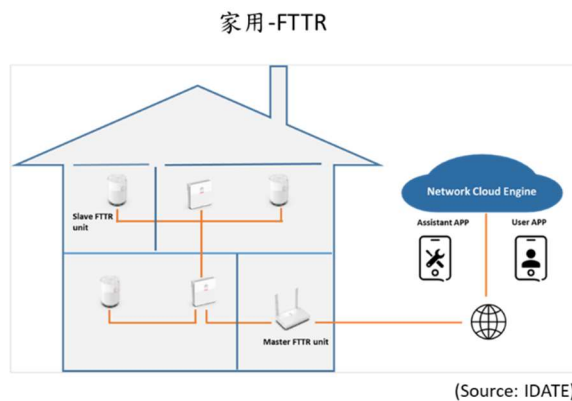 家用-FTTR
Network Cloud Engine
Assistant APP
User APP
Slave FTTR
unit
Master FTTR unit
(Source: IDATE)